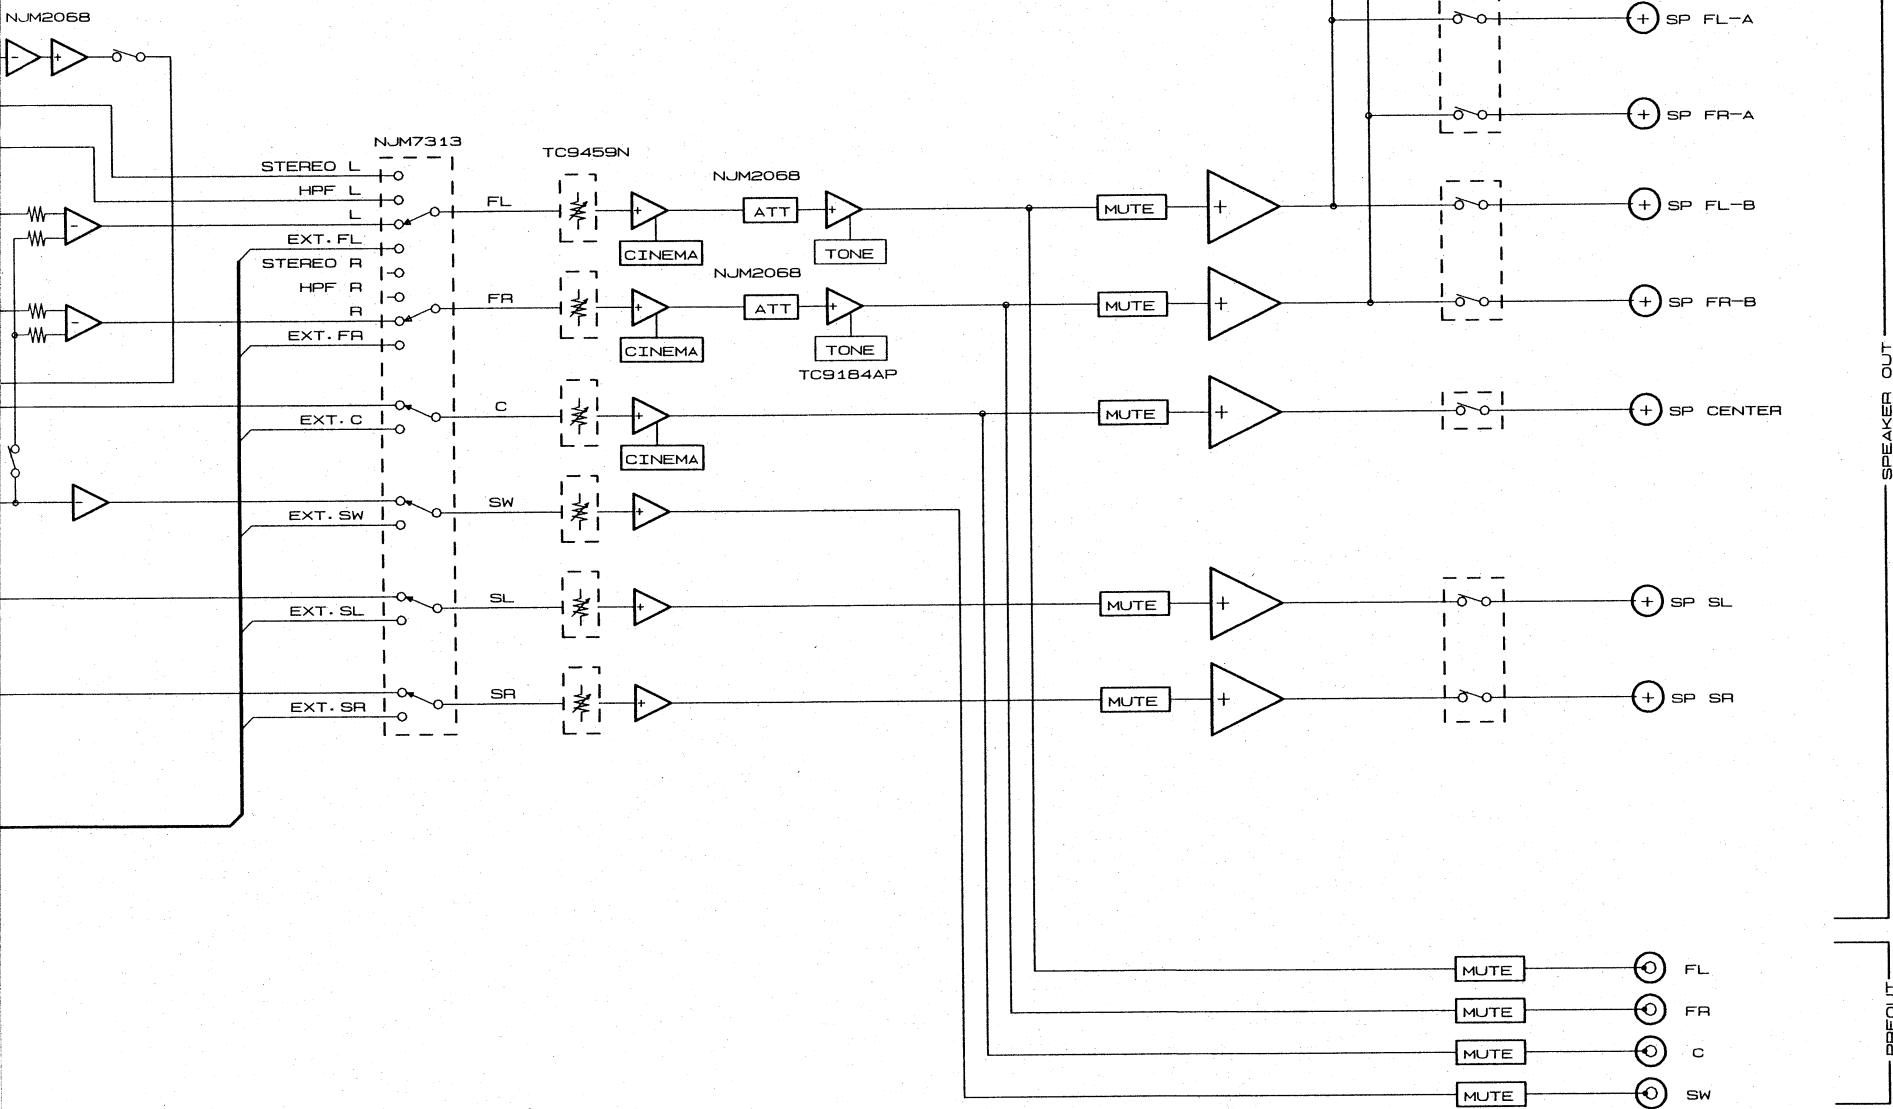 NJM2068
SP FL-A
SP FR-A
NJM7313
TC9459N
STEREO L
HPF L
L
EXT.FL
STEREO R
HPF R
R
EXT.FR
FL
NJM2068
ATT
CINEMA
TONE
MUTE
SP FL-B
FR
NJM2068
ATT
CINEMA
TONE
TC9184AP
MUTE
SP FR-B
EXT.C
C
CINEMA
MUTE
SP CENTER
SPEAKER OUT
EXT.SW
SW
EXT.SL
SL
MUTE
SP SL
EXT.SR
SR
MUTE
SP SR
MUTE
FL
MUTE
FR
MUTE
C
MUTE
SW
PREOUT